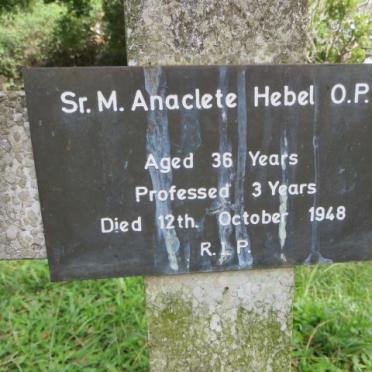 Sr. M. Anaclete Hebel O.P.
Aged 36 Years
Professed 3 Years
Died 12th. October 1948
R.I.P.